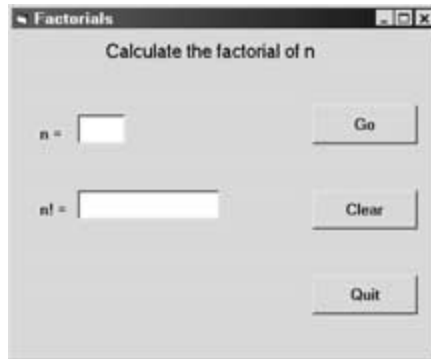 Factorials
Calculate the factorial of n
n =
Go
n! =
Clear
Quit